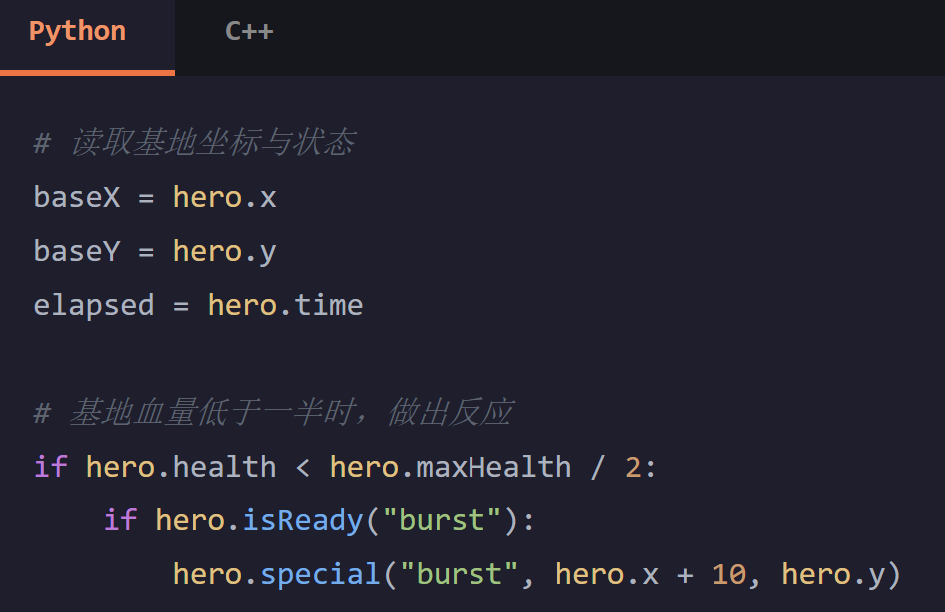 Python C++
# 读取基地坐标与状态
baseX = hero.x
baseY = hero.y
elapsed = hero.time
# 基地血量低于一半时，做出反应
if hero.health < hero.maxHealth / 2:
    if hero.isReady("burst"):
        hero.special("burst", hero.x + 10, hero.y)